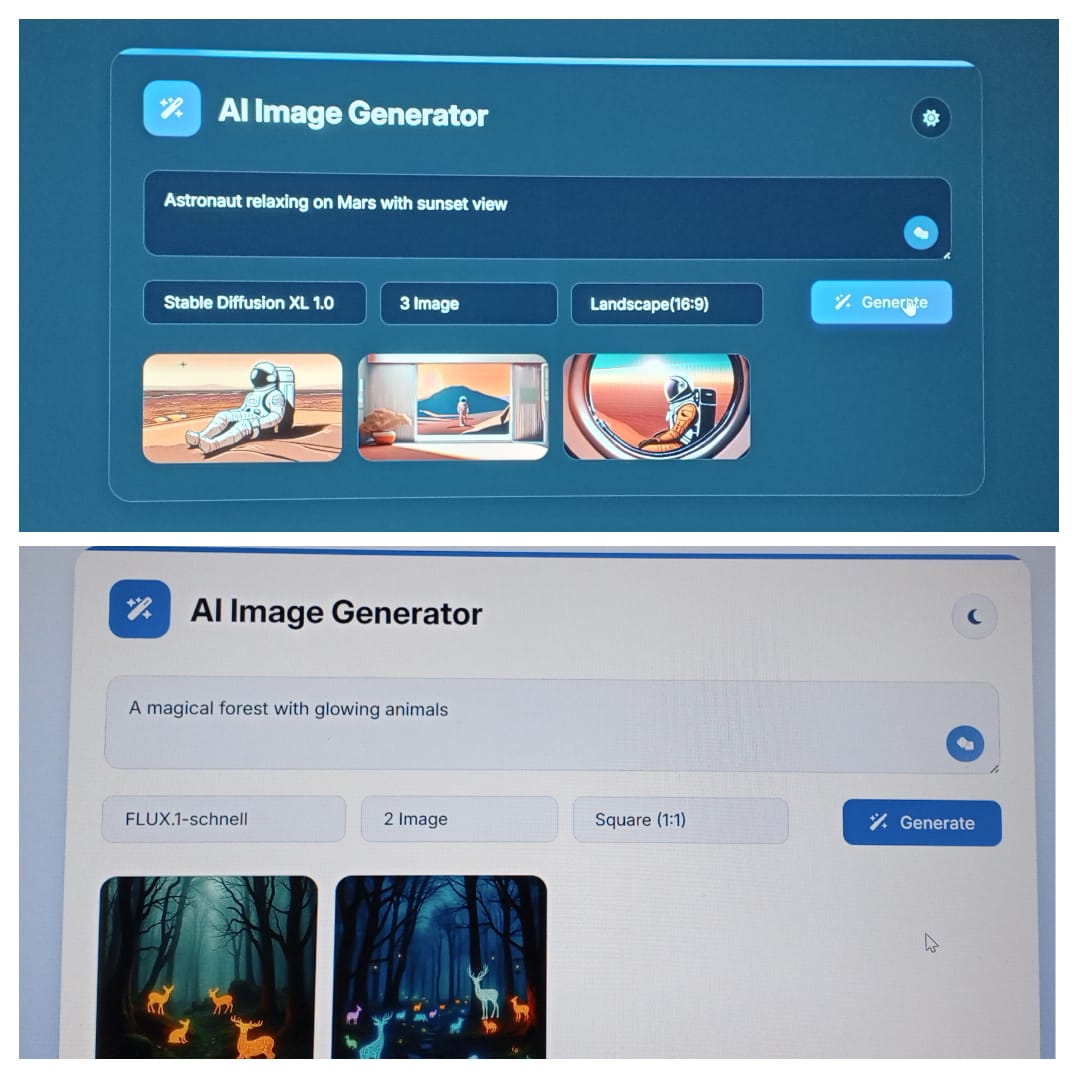 AI Image Generator
Astronaut relaxing on Mars with sunset view
Stable Diffusion XL 1.0
3 Image
Landscape(16:9)
Generate
AI Image Generator
A magical forest with glowing animals
FLUX.1-schnell
2 Image
Square (1:1)
Generate